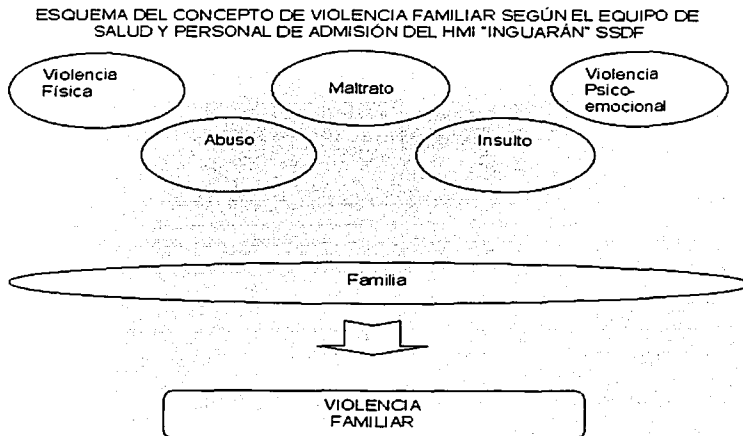 ESQUEMA DEL CONCEPTO DE VIOLENCIA FAMILIAR SEGÚN EL EQUIPO DE
SALUD Y PERSONAL DE ADMISIÓN DEL HMI "INGUARÁN" SSDF
Violencia
Física
Maltrato
Violencia
Psico-
emocional
Abuso
Insulto
Familia
VIOLENCIA
FAMILIAR